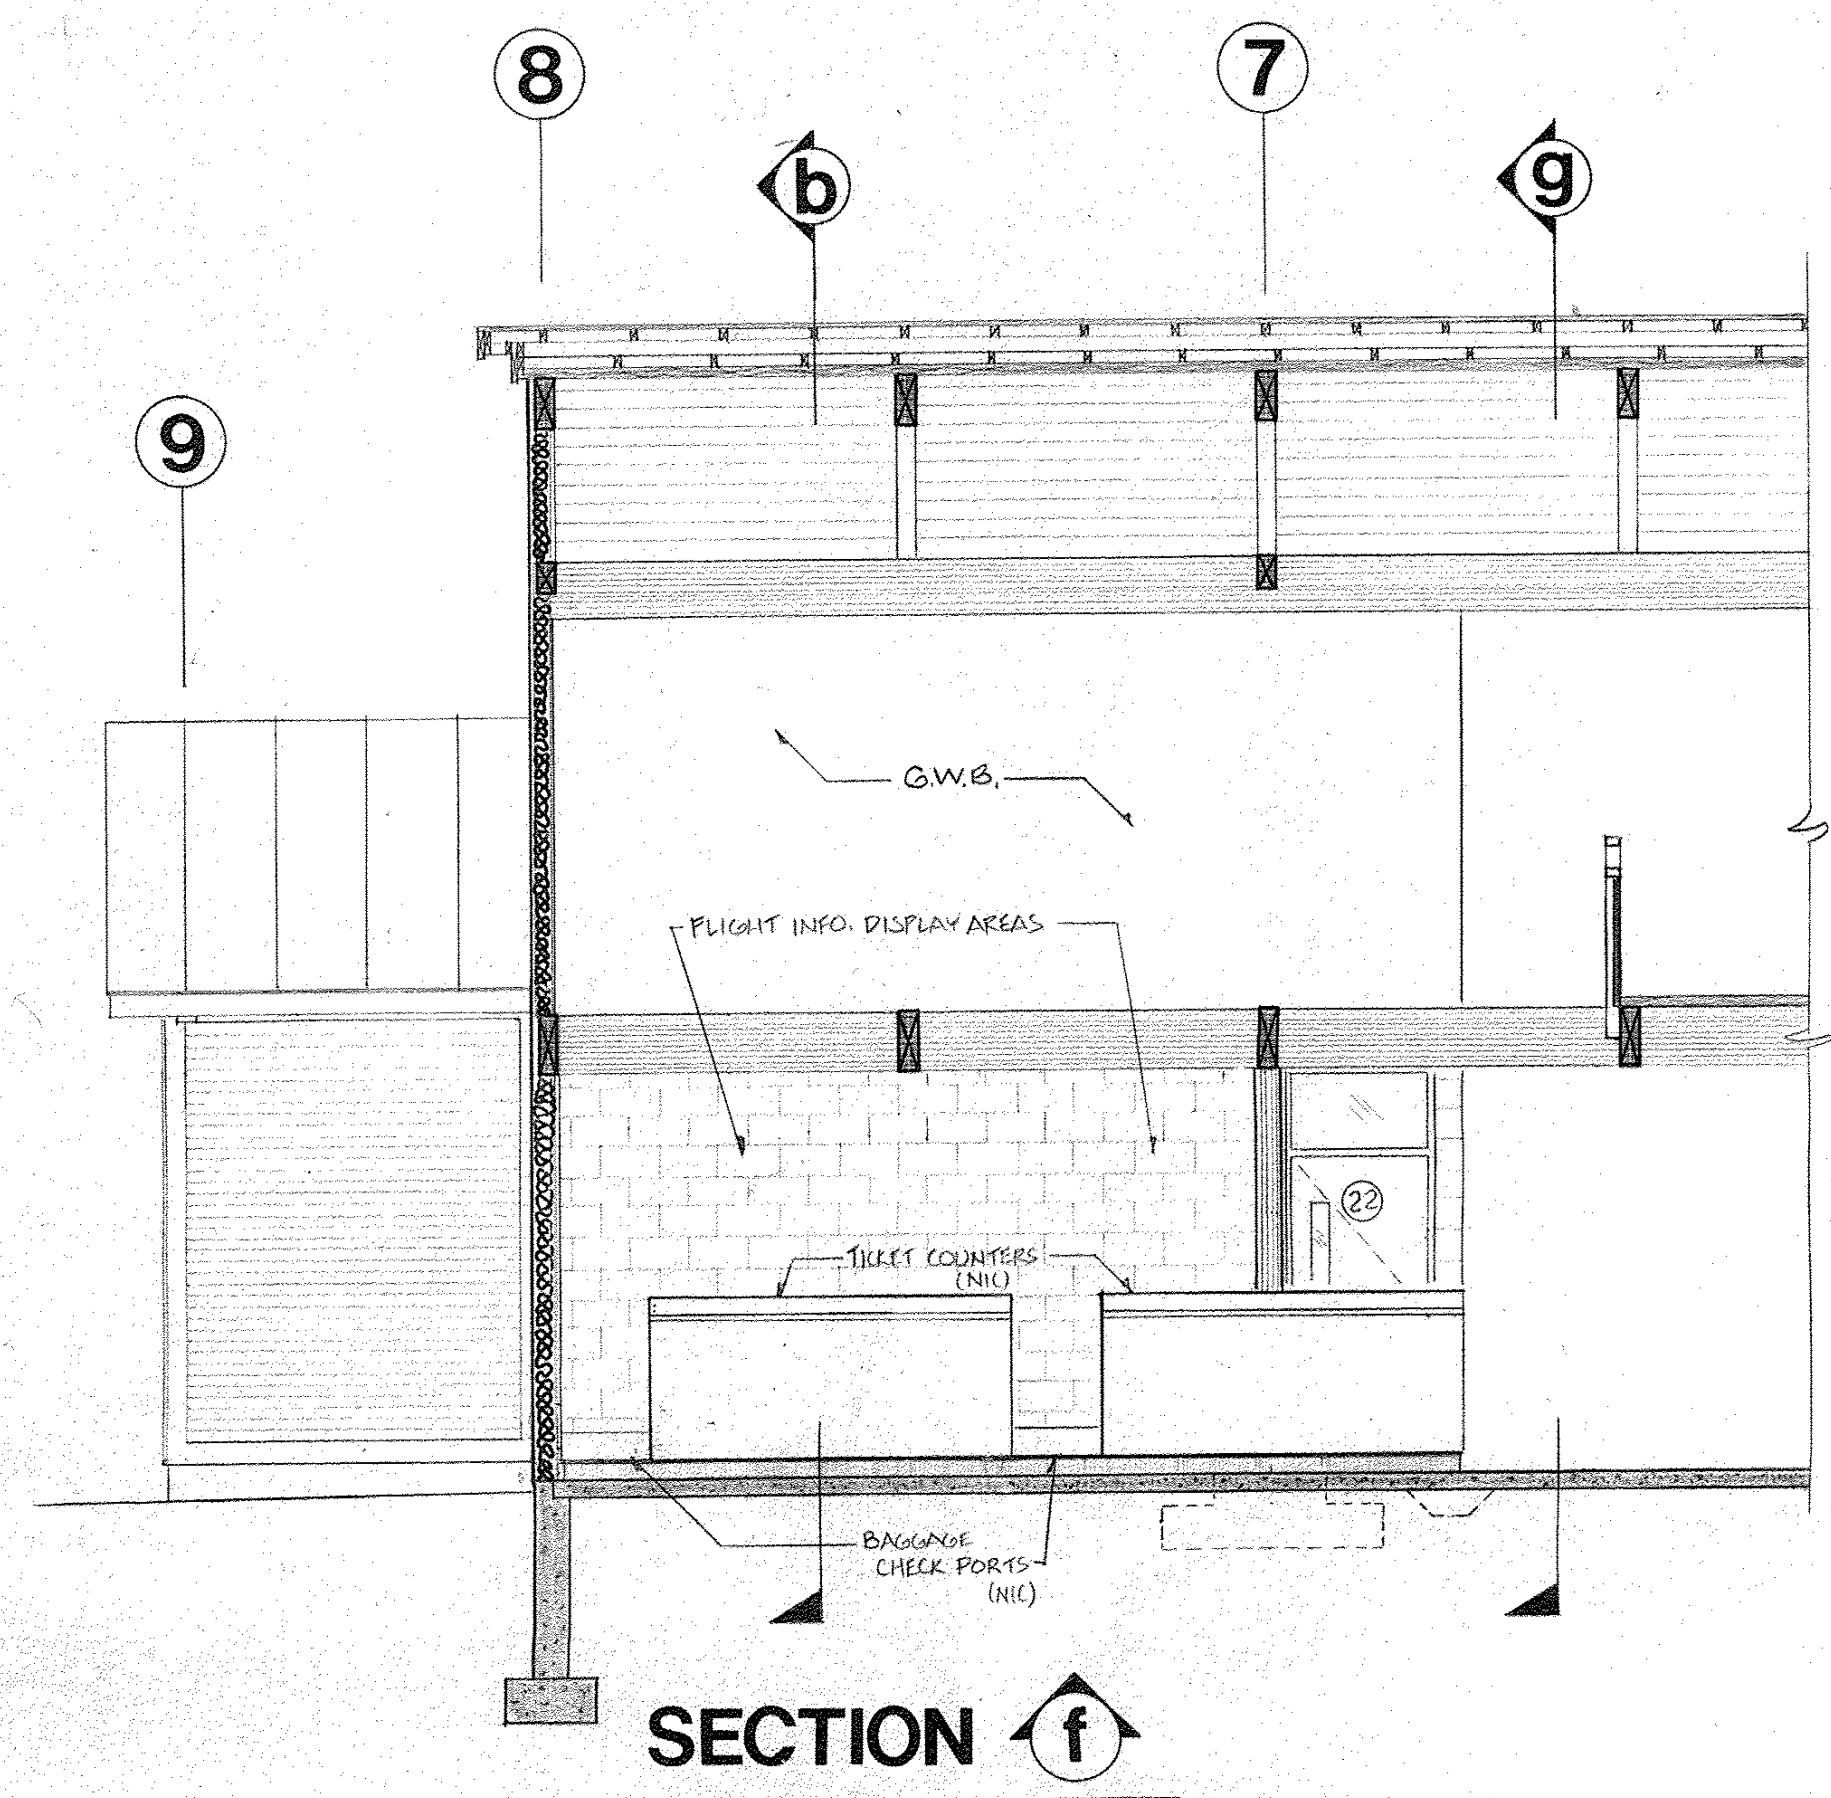 8
7
b
g
9
G.W.B.
FLIGHT INFO. DISPLAY AREAS
22
TICKET COUNTERS
(NIC)
BAGGAGE
CHECK PORTS
(NIC)
SECTION f